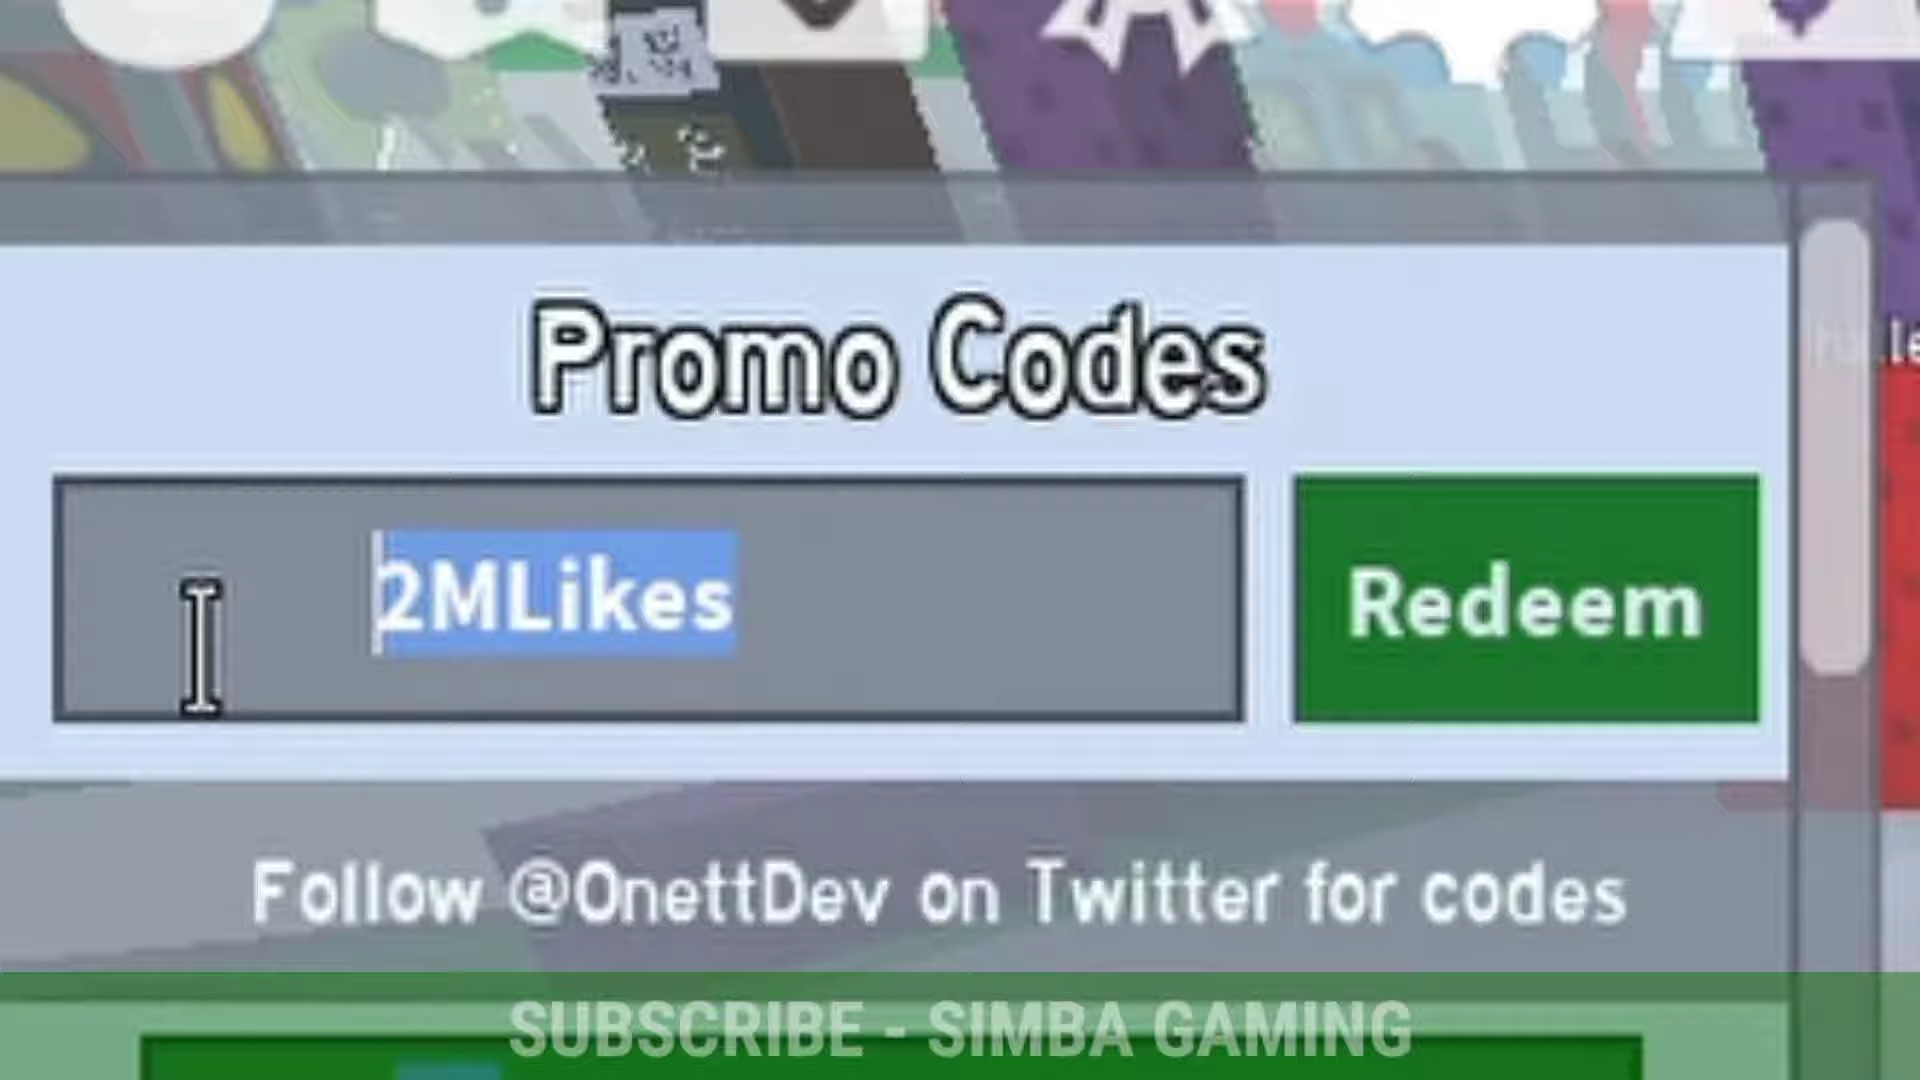 Promo Codes
2MLikes
Redeem
Follow @OnettDev on Twitter for codes
SUBSCRIBE - SIMBA GAMING